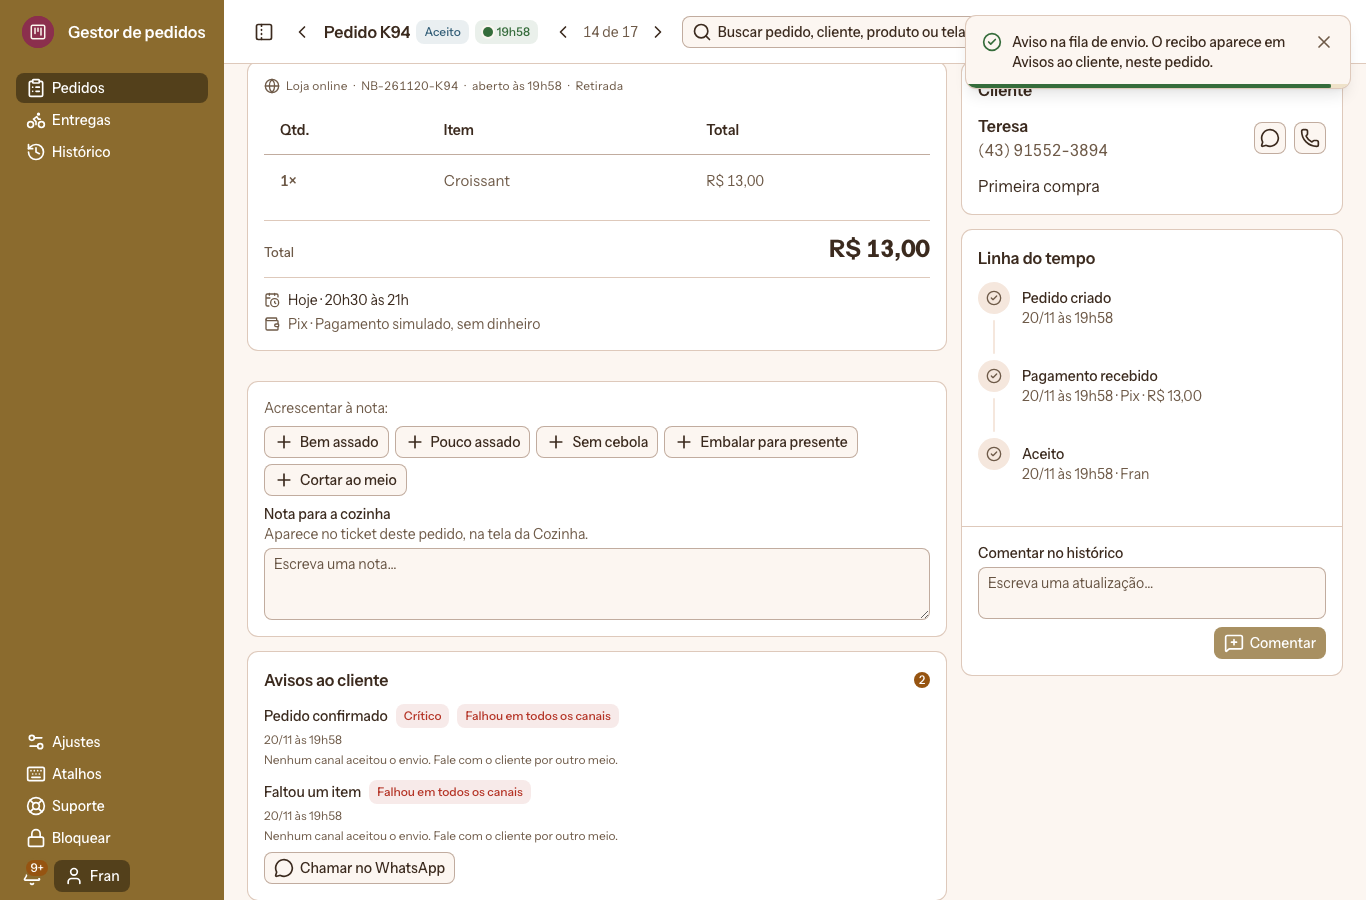 Gestor de pedidos
Pedidos
Entregas
Histórico
Ajustes
Atalhos
Suporte
Bloquear
9+
Fran
Pedido K94
Aceito
19h58
14 de 17
Buscar pedido, cliente, produto ou tela
Aviso na fila de envio. O recibo aparece em
Avisos ao cliente, neste pedido.
Loja online · NB-261120-K94 · aberto às 19h58 · Retirada
Qtd. Item Total
1× Croissant R$ 13,00
Total R$ 13,00
Hoje · 20h30 às 21h
Pix · Pagamento simulado, sem dinheiro
Acrescentar à nota:
Bem assado
Pouco assado
Sem cebola
Embalar para presente
Cortar ao meio
Nota para a cozinha
Aparece no ticket deste pedido, na tela da Cozinha.
Escreva uma nota...
Avisos ao cliente 2
Pedido confirmado Crítico Falhou em todos os canais
20/11 às 19h58
Nenhum canal aceitou o envio. Fale com o cliente por outro meio.
Faltou um item Falhou em todos os canais
20/11 às 19h58
Nenhum canal aceitou o envio. Fale com o cliente por outro meio.
Chamar no WhatsApp
Cliente
Teresa
(43) 91552-3894
Primeira compra
Linha do tempo
Pedido criado
20/11 às 19h58
Pagamento recebido
20/11 às 19h58 · Pix · R$ 13,00
Aceito
20/11 às 19h58 · Fran
Comentar no histórico
Escreva uma atualização...
Comentar